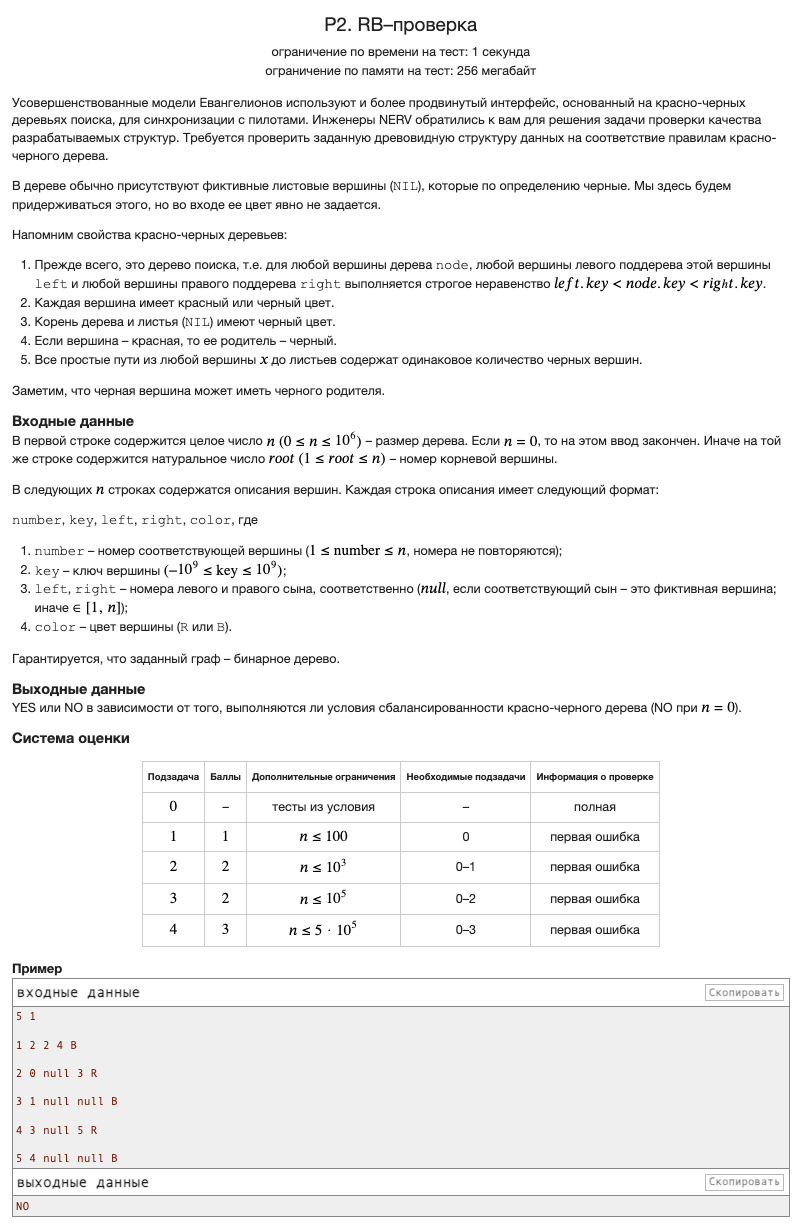 P2. RB–проверка
ограничение по времени на тест: 1 секунда
ограничение по памяти на тест: 256 мегабайт
Усовершенствованные модели Евангелионов используют и более продвинутый интерфейс, основанный на красно-черных
деревьях поиска, для синхронизации с пилотами. Инженеры NERV обратились к вам для решения задачи проверки качества
разрабатываемых структур. Требуется проверить заданную древовидную структуру данных на соответствие правилам красно-
черного дерева.
В дереве обычно присутствуют фиктивные листовые вершины (NIL), которые по определению черные. Мы здесь будем
придерживаться этого, но во входе ее цвет явно не задается.
Напомним свойства красно-черных деревьев:
1. Прежде всего, это дерево поиска, т.е. для любой вершины дерева node, любой вершины левого поддерева этой вершины
left и любой вершины правого поддерева right выполняется строгое неравенство left.key < node.key < right.key.
2. Каждая вершина имеет красный или черный цвет.
3. Корень дерева и листья (NIL) имеют черный цвет.
4. Если вершина – красная, то ее родитель – черный.
5. Все простые пути из любой вершины x до листьев содержат одинаковое количество черных вершин.
Заметим, что черная вершина может иметь черного родителя.
Входные данные
В первой строке содержится целое число n (0 ≤ n ≤ 10^6) – размер дерева. Если n = 0, то на этом ввод закончен. Иначе на той
же строке содержится натуральное число root (1 ≤ root ≤ n) – номер корневой вершины.
В следующих n строках содержатся описания вершин. Каждая строка описания имеет следующий формат:
number, key, left, right, color, где
1. number – номер соответствующей вершины (1 ≤ number ≤ n, номера не повторяются);
2. key – ключ вершины (−10^9 ≤ key ≤ 10^9);
3. left, right – номера левого и правого сына, соответственно (null, если соответствующий сын – это фиктивная вершина;
иначе ∈ [1, n]);
4. color – цвет вершины (R или B).
Гарантируется, что заданный граф – бинарное дерево.
Выходные данные
YES или NO в зависимости от того, выполняются ли условия сбалансированности красно-черного дерева (NO при n = 0).
Система оценки
Подзадача Баллы Дополнительные ограничения Необходимые подзадачи Информация о проверке
0 – тесты из условия – полная
1 1 n ≤ 100 0 первая ошибка
2 2 n ≤ 10^3 0–1 первая ошибка
3 2 n ≤ 10^5 0–2 первая ошибка
4 3 n ≤ 5 · 10^5 0–3 первая ошибка
Пример
входные данные Скопировать
5 1
1 2 2 4 B
2 0 null 3 R
3 1 null null B
4 3 null 5 R
5 4 null null B
выходные данные Скопировать
NO